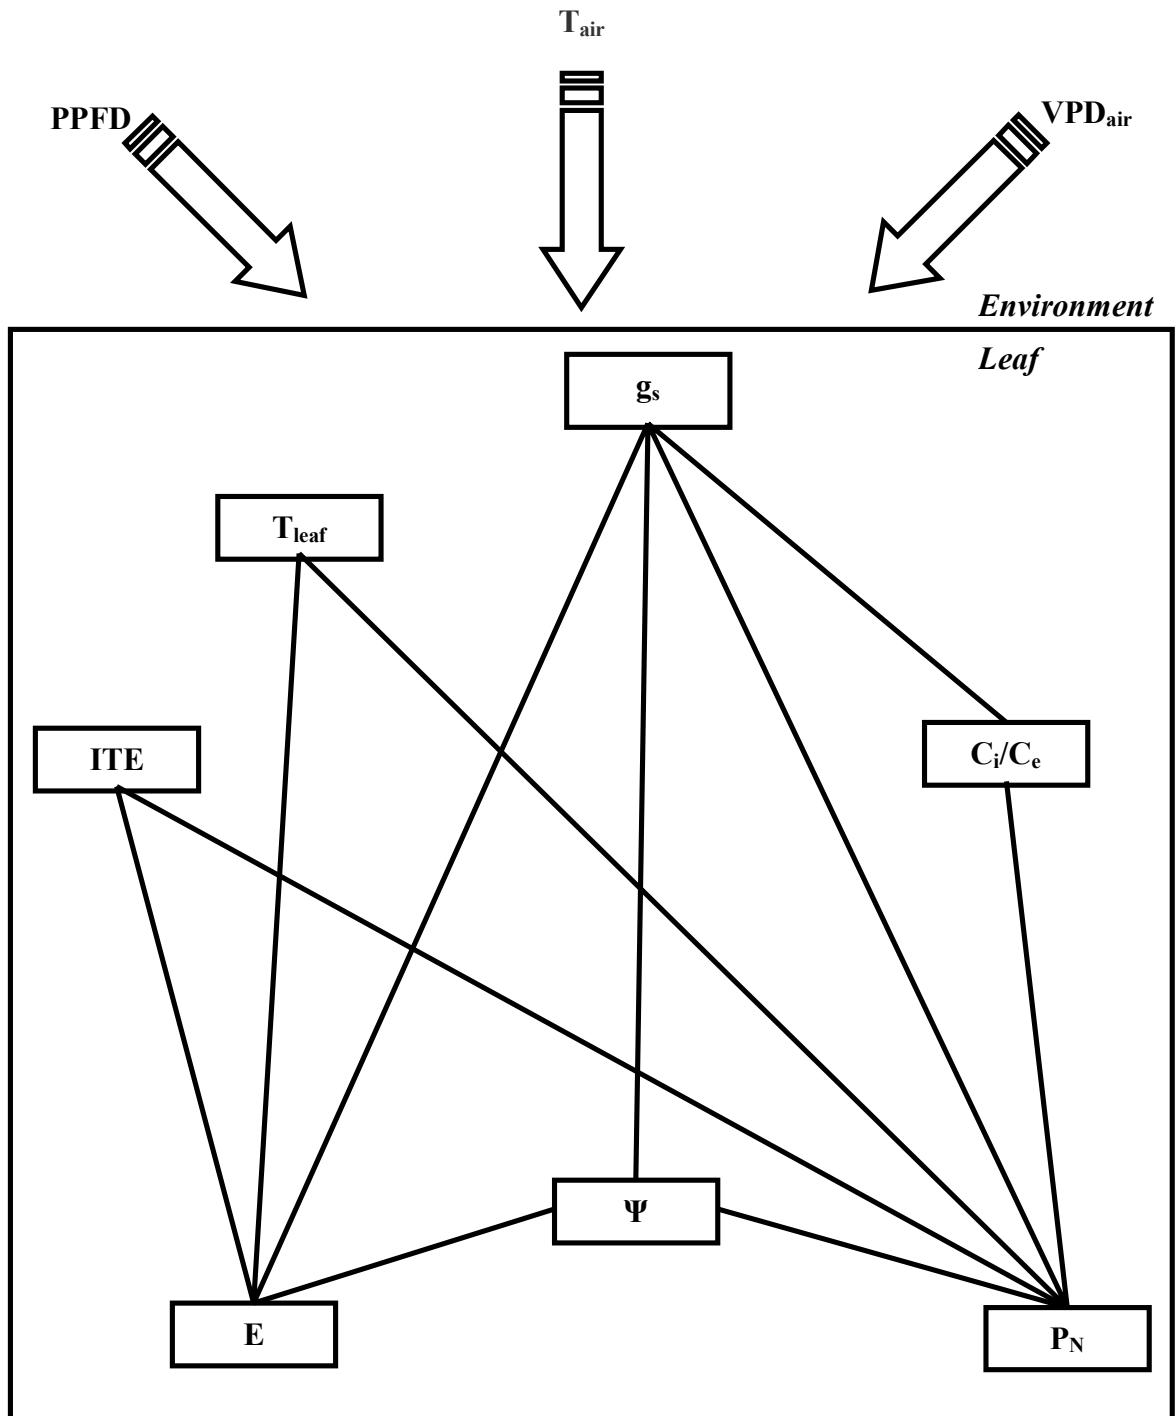 T_air
PPFD
VPD_air
Environment
Leaf
g_s
T_leaf
ITE
C_i/C_e
Ψ
E
P_N